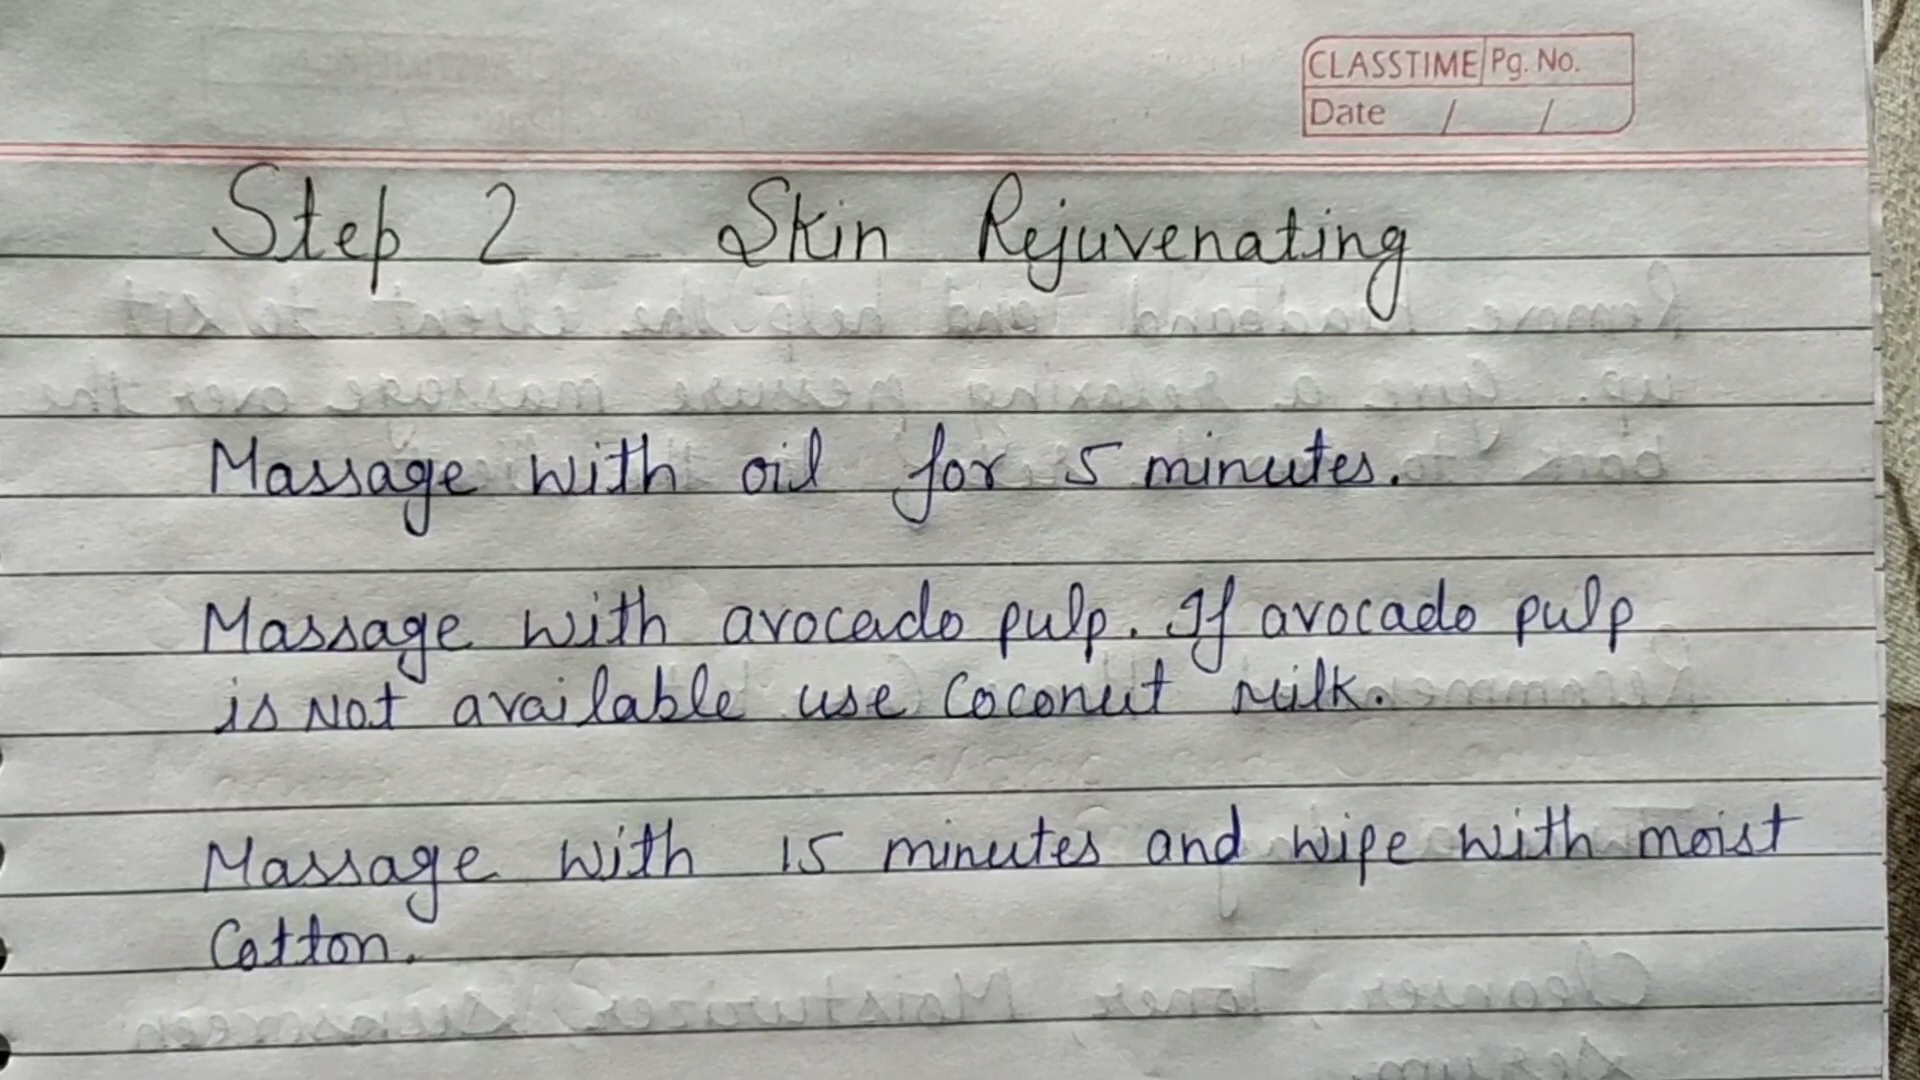 CLASSTIME Pg. No.
Date / /
Step 2 Skin Rejuvenating
Massage with oil for 5 minutes.
Massage with avocado pulp. If avocado pulp
is Not available use Coconut Milk.
Massage with 15 minutes and wipe with moist
Cotton.